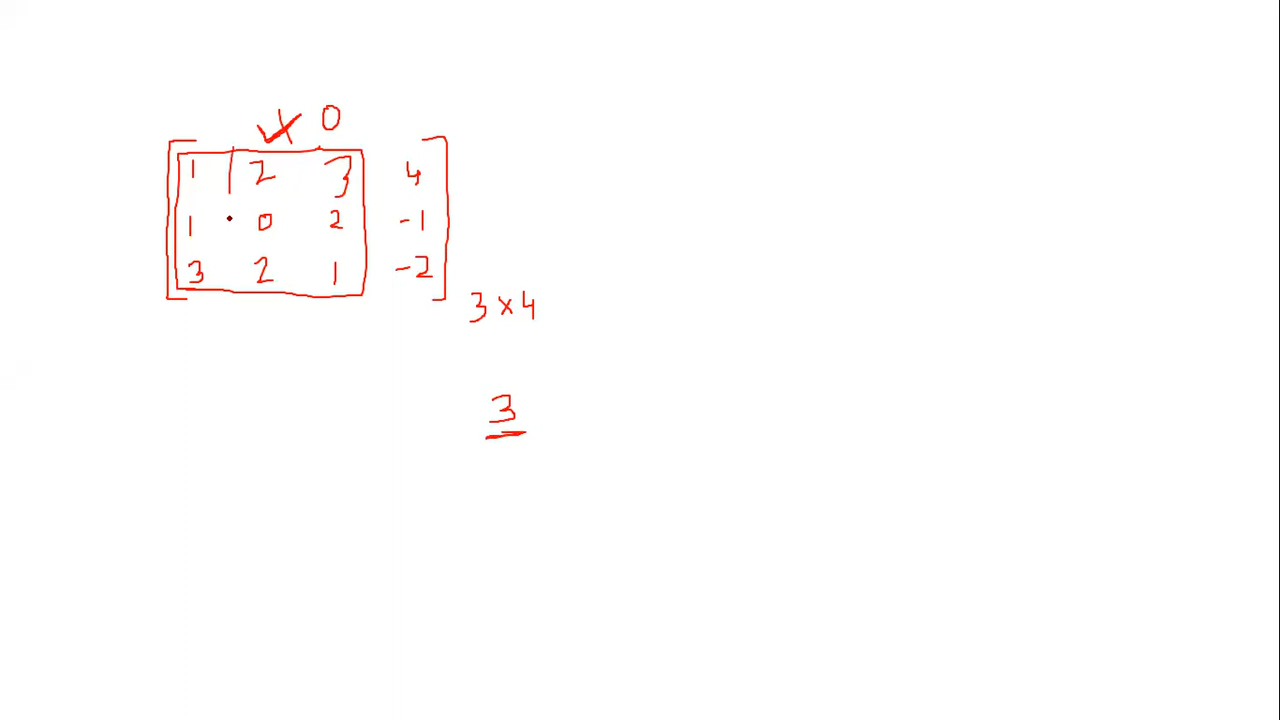 0
1 2 3 4
1 0 2 -1
3 2 1 -2
3 x 4
3